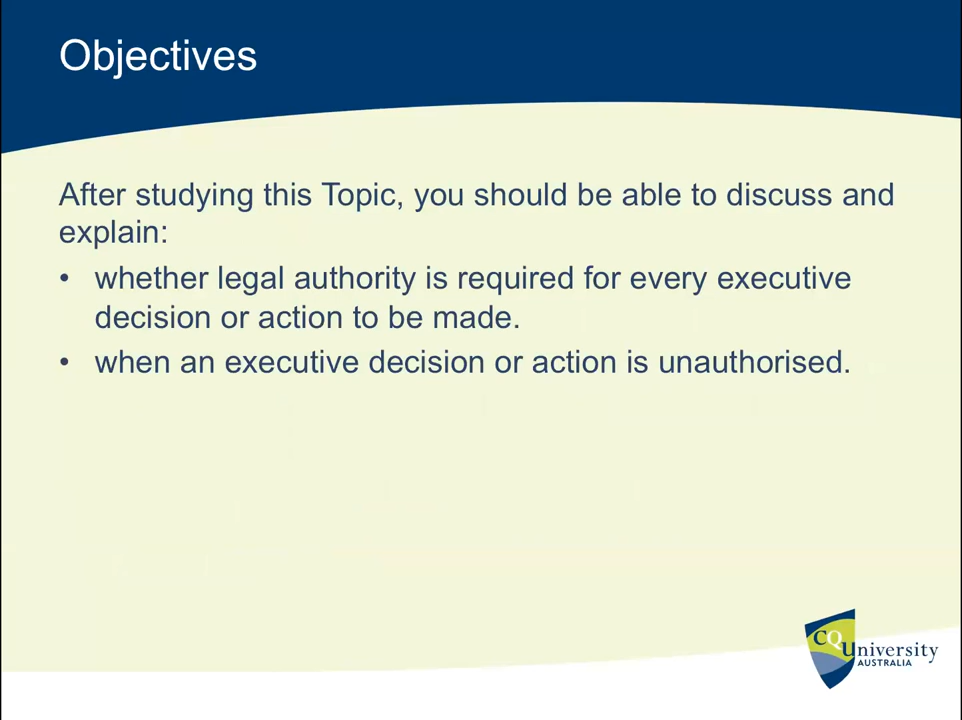 Objectives
After studying this Topic, you should be able to discuss and
explain:
• whether legal authority is required for every executive
decision or action to be made.
• when an executive decision or action is unauthorised.
CQUniversity
AUSTRALIA